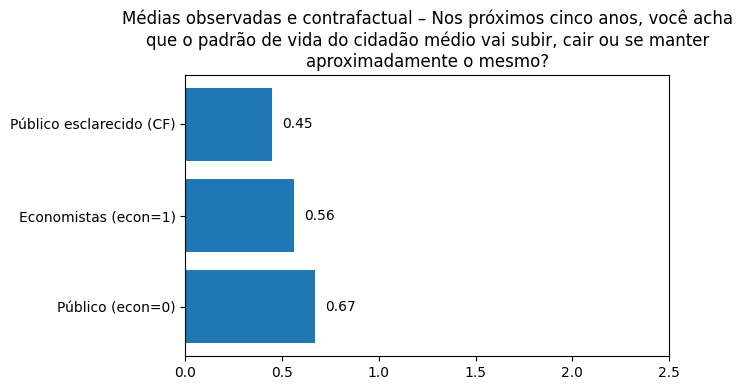 Médias observadas e contrafactual – Nos próximos cinco anos, você acha
que o padrão de vida do cidadão médio vai subir, cair ou se manter
aproximadamente o mesmo?
Público esclarecido (CF)
0.45
Economistas (econ=1)
0.56
Público (econ=0)
0.67
0.0 0.5 1.0 1.5 2.0 2.5